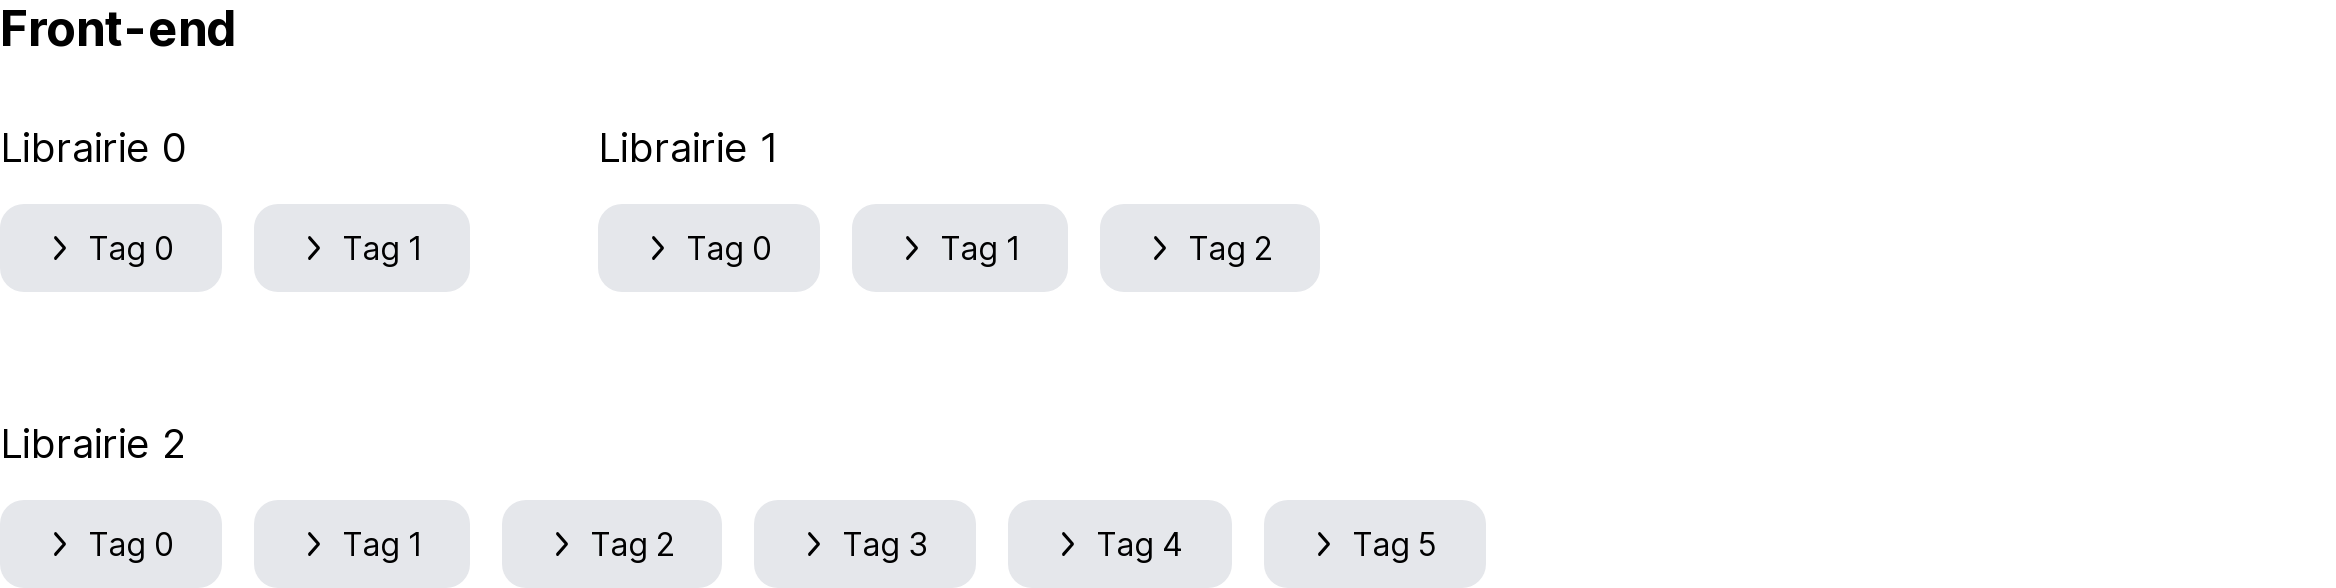 Front-end
Librairie 0 Librairie 1
Tag 0 Tag 1 Tag 0 Tag 1 Tag 2
Librairie 2
Tag 0 Tag 1 Tag 2 Tag 3 Tag 4 Tag 5